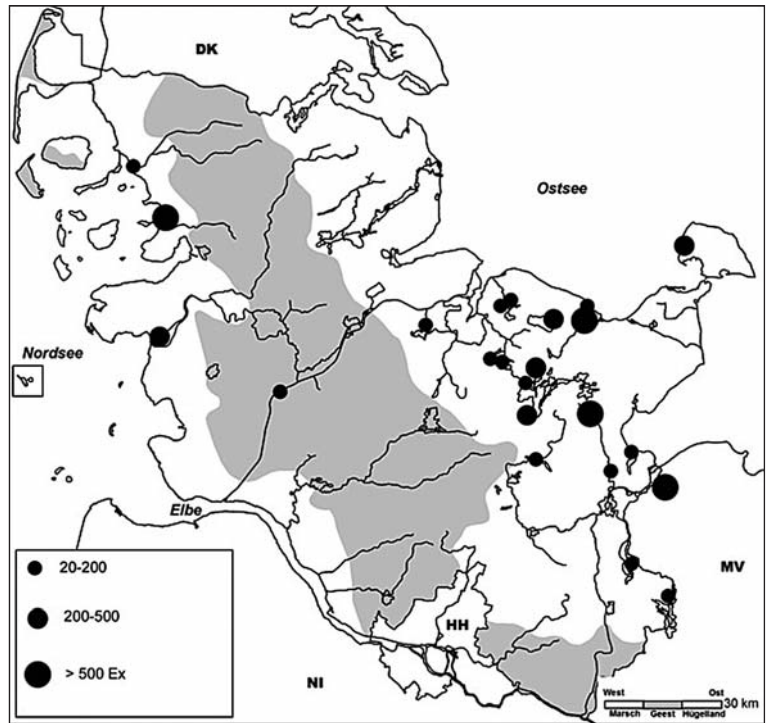 DK
Ostsee
Nordsee
Elbe
MV
HH
NI
20-200
200-500
> 500 Ex
West Ost
30 km
Marsch Geest Hügelland